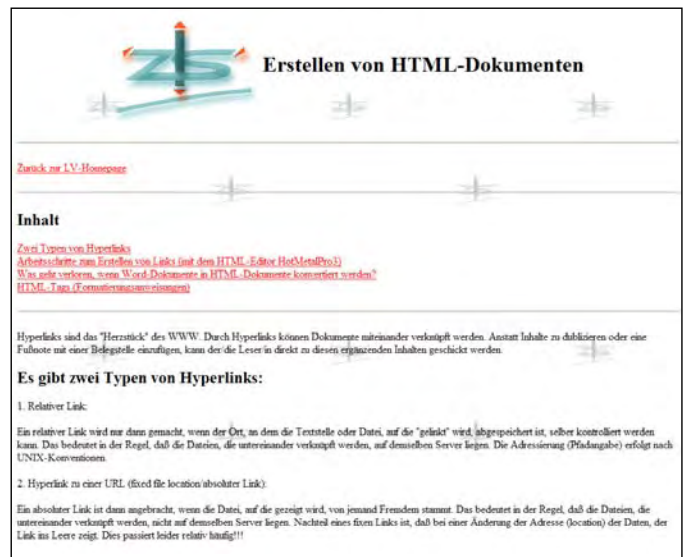 ZIS
Erstellen von HTML-Dokumenten
Zurück zur LV-Homepage
Inhalt
Zwei Typen von Hyperlinks
Arbeitsschritte zum Erstellen von Links (mit dem HTML-Editor HotMetalPro3)
Was geht verloren, wenn Word-Dokumente in HTML-Dokumente konvertiert werden?
HTML-Tags (Formatierungsanweisungen)
Hyperlinks sind das "Herzstück" des WWW. Durch Hyperlinks können Dokumente miteinander verknüpft werden. Anstatt Inhalte zu dublizieren oder eine
Fußnote mit einer Belegstelle einzufügen, kann der/die Leser/in direkt zu diesen ergänzenden Inhalten geschickt werden.
Es gibt zwei Typen von Hyperlinks:
1. Relativer Link:
Ein relativer Link wird nur dann gemacht, wenn der Ort, an dem die Textstelle oder Datei, auf die "gelinkt" wird, abgespeichert ist, selber kontrolliert werden
kann. Das bedeutet in der Regel, daß die Dateien, die untereinander verknüpft werden, auf demselben Server liegen. Die Adressierung (Pfadangabe) erfolgt nach
UNIX-Konventionen.
2. Hyperlink zu einer URL (fixed file location/absoluter Link):
Ein absoluter Link ist dann angebracht, wenn die Datei, auf die gezeigt wird, von jemand Fremdem stammt. Das bedeutet in der Regel, daß die Dateien, die
untereinander verknüpft werden, nicht auf demselben Server liegen. Nachteil eines fixen Links ist, daß bei einer Änderung der Adresse (location) der Daten, der
Link ins Leere zeigt. Dies passiert leider relativ häufig!!!